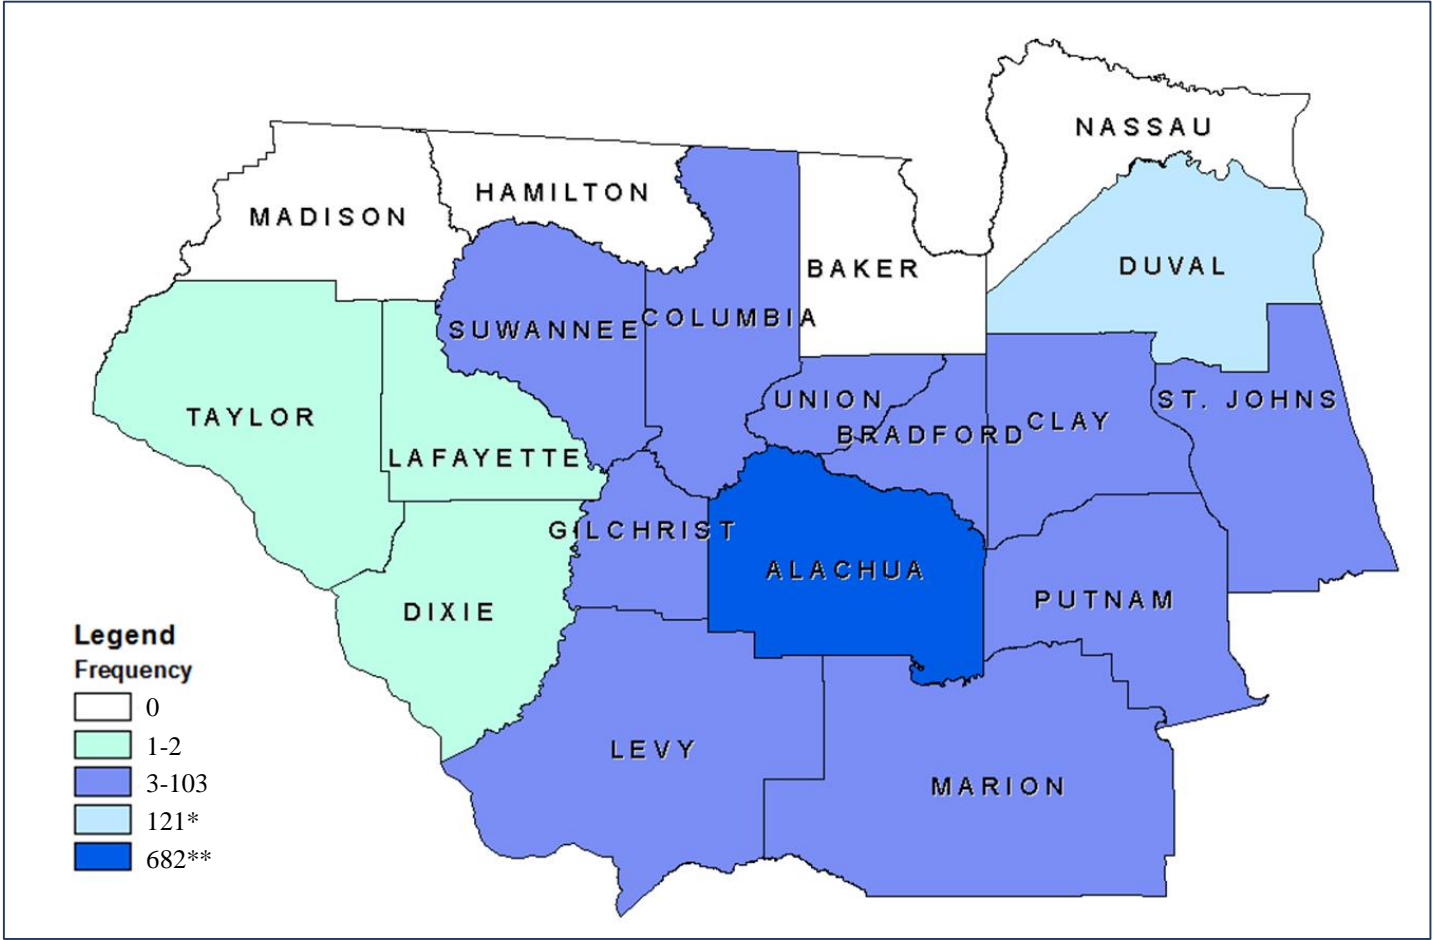 NASSAU
HAMILTON
MADISON
DUVAL
BAKER
COLUMBIA
SUWANNEE
UNION
ST. JOHNS
TAYLOR
CLAY
BRADFORD
LAFAYETTE
GILCHRIST
ALACHUA
PUTNAM
DIXIE
Legend
Frequency
0
1-2
3-103
121*
682**
LEVY
MARION